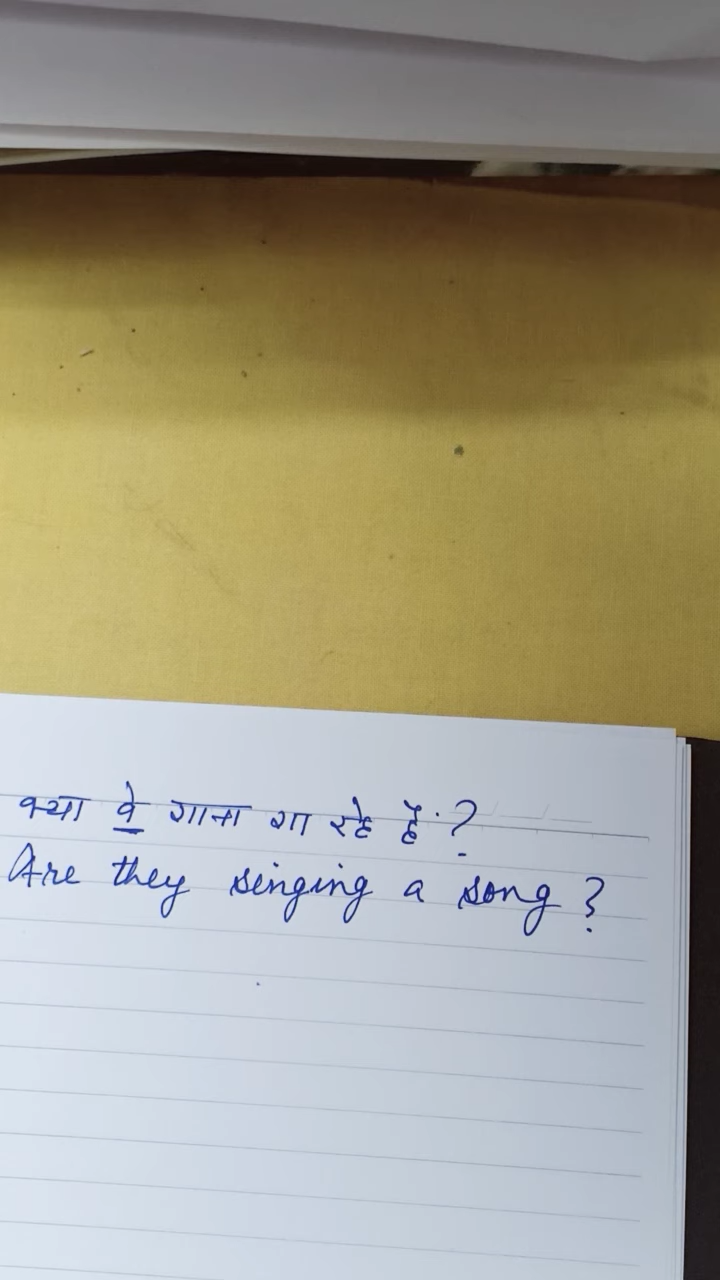 क्या वे गाना गा रहे हैं ?
Are they singing a song ?